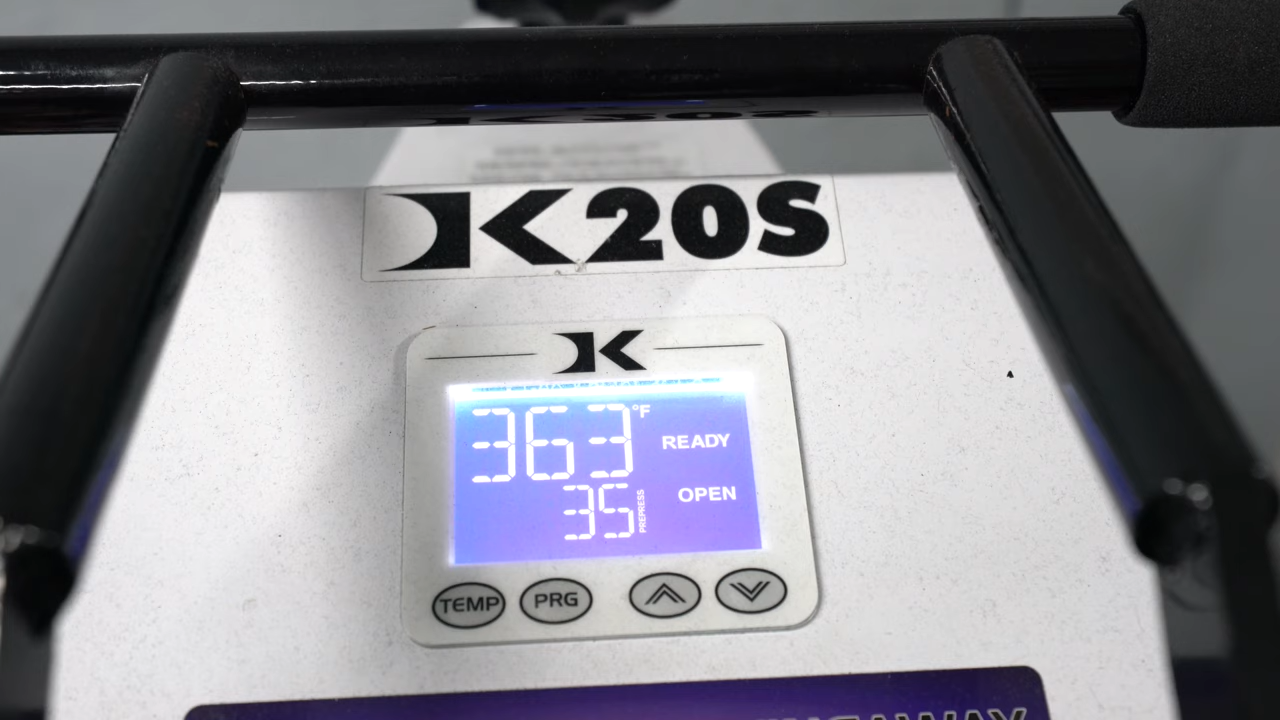 K20S
K
363 °F READY
35 PREPRESS OPEN
TEMP PRG